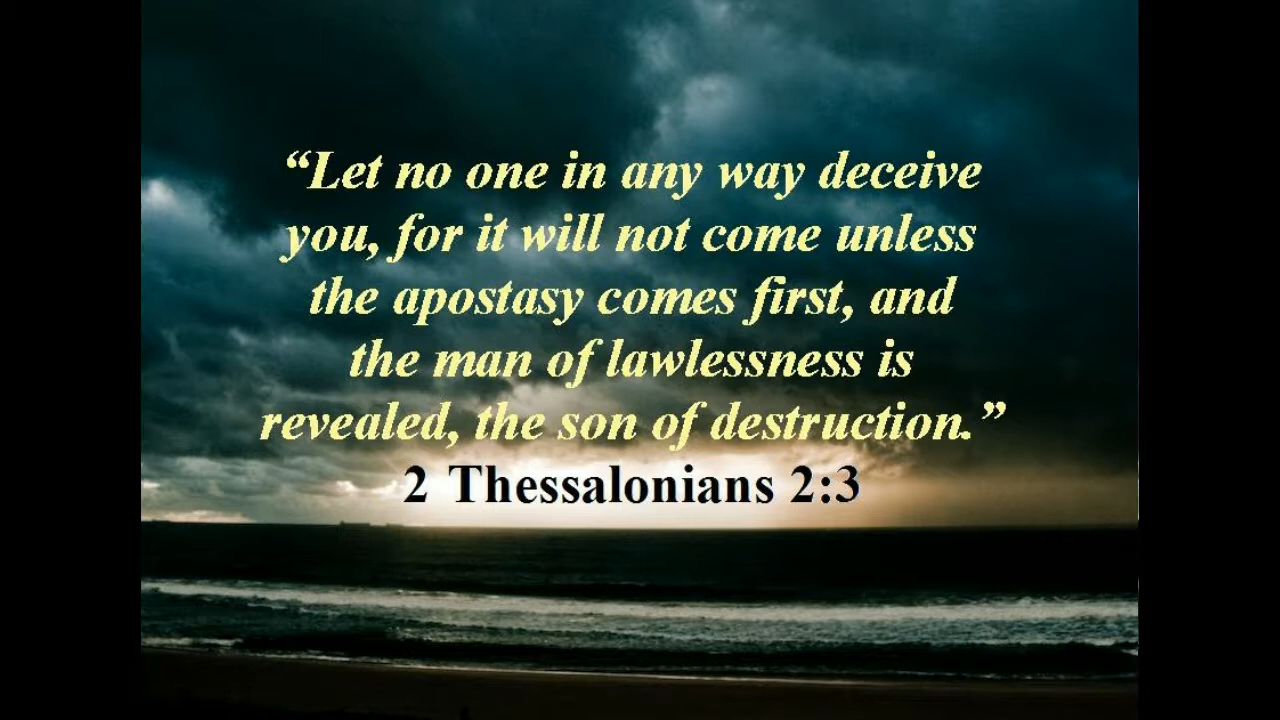 “Let no one in any way deceive
you, for it will not come unless
the apostasy comes first, and
the man of lawlessness is
revealed, the son of destruction.”
2 Thessalonians 2:3